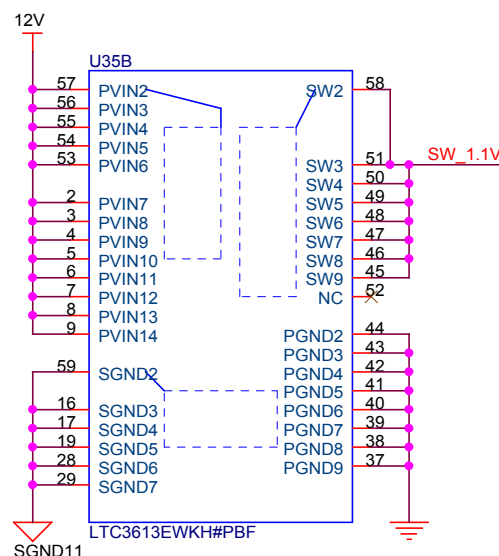 12V
U35B
57 PVIN2 SW2 58
56 PVIN3
55 PVIN4
54 PVIN5
53 PVIN6 SW3 51 SW_1.1V
SW4 50
2 PVIN7 SW5 49
3 PVIN8 SW6 48
4 PVIN9 SW7 47
5 PVIN10 SW8 46
6 PVIN11 SW9 45
7 PVIN12 NC 52
8 PVIN13
9 PVIN14 PGND2 44
PGND3 43
59 SGND2 PGND4 42
PGND5 41
16 SGND3 PGND6 40
17 SGND4 PGND7 39
19 SGND5 PGND8 38
28 SGND6 PGND9 37
29 SGND7
LTC3613EWKH#PBF
SGND11